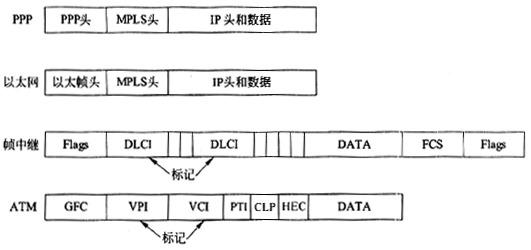 PPP PPP头 MPLS头 IP头和数据
以太网 以太帧头 MPLS头 IP头和数据
帧中继 Flags DLCI DLCI DATA FCS Flags
标记
ATM GFC VPI VCI PTI CLP HEC DATA
标记